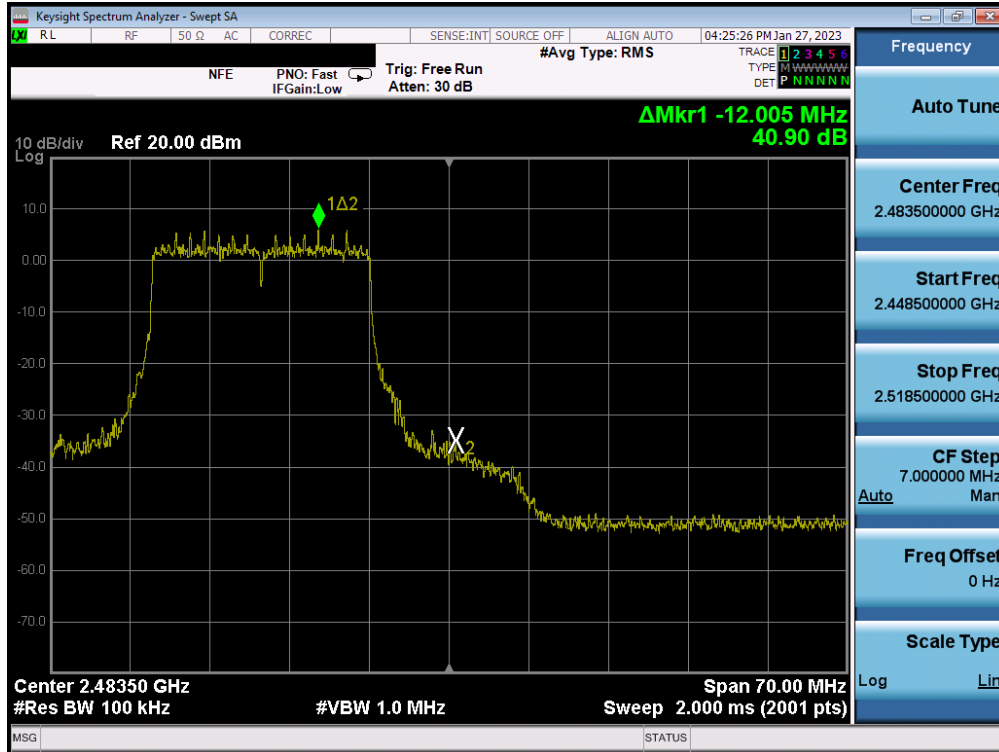 Keysight Spectrum Analyzer - Swept SA
LXI RL RF 50 Ω AC CORREC SENSE:INT SOURCE OFF ALIGN AUTO 04:25:26 PM Jan 27, 2023
#Avg Type: RMS TRACE 1 2 3 4 5 6
NFE PNO: Fast Trig: Free Run TYPE M WWWWW
IFGain:Low Atten: 30 dB DET P N N N N N
ΔMkr1 -12.005 MHz
40.90 dB
10 dB/div Ref 20.00 dBm
Log
1Δ2
10.0
0.00
-10.0
-20.0
-30.0
X2
-40.0
-50.0
-60.0
-70.0
Center 2.48350 GHz Span 70.00 MHz
#Res BW 100 kHz #VBW 1.0 MHz Sweep 2.000 ms (2001 pts)
MSG STATUS
Frequency
Auto Tune
Center Freq
2.483500000 GHz
Start Freq
2.448500000 GHz
Stop Freq
2.518500000 GHz
CF Step
7.000000 MHz
Auto Man
Freq Offset
0 Hz
Scale Type
Log Lin